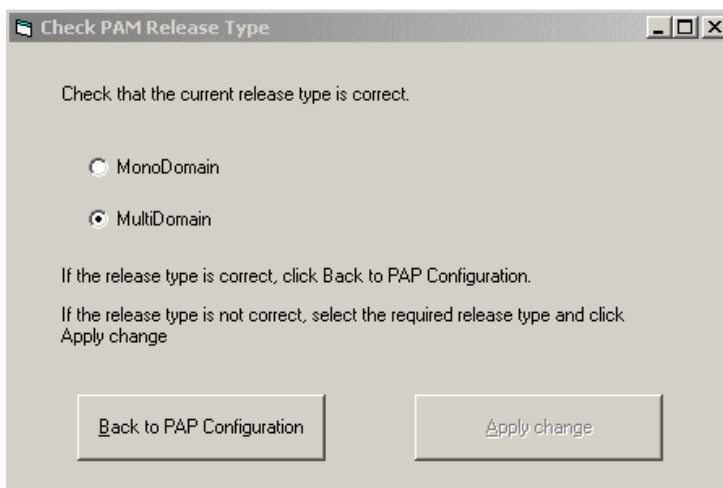 Check PAM Release Type
Check that the current release type is correct.
MonoDomain
MultiDomain
If the release type is correct, click Back to PAP Configuration.
If the release type is not correct, select the required release type and click
Apply change
Back to PAP Configuration
Apply change